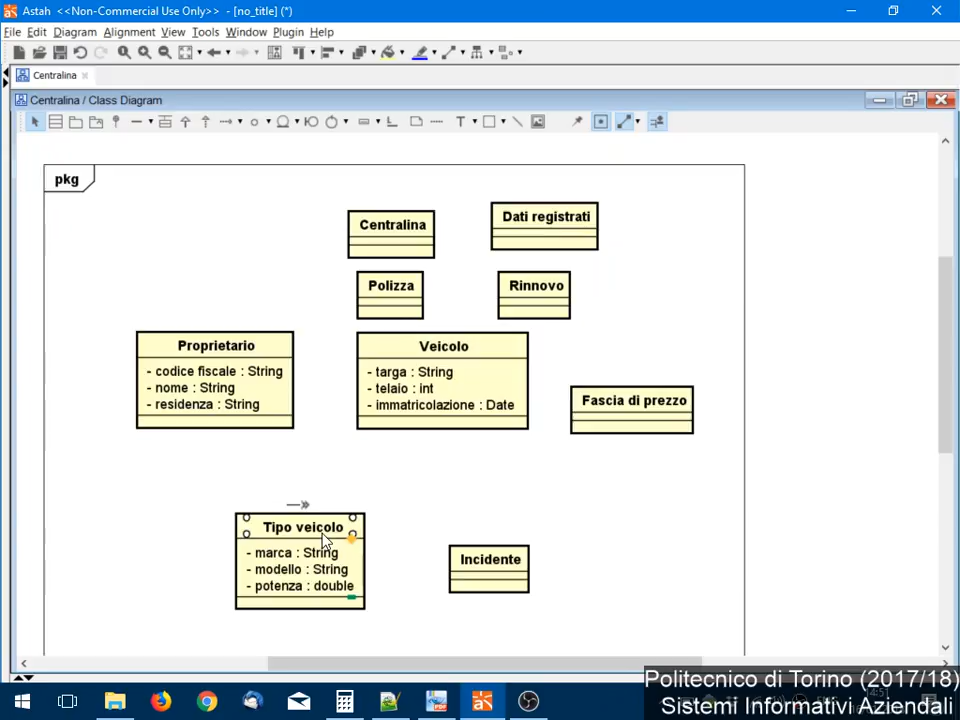 Astah <<Non-Commercial Use Only>> - [no_title] (*)
File Edit Diagram Alignment View Tools Window Plugin Help
Centralina
Centralina / Class Diagram
T
pkg
Centralina
Dati registrati
Polizza
Rinnovo
Proprietario
- codice fiscale : String
- nome : String
- residenza : String
Veicolo
- targa : String
- telaio : int
- immatricolazione : Date
Fascia di prezzo
Tipo veicolo
- marca : String
- modello : String
- potenza : double
Incidente
Politecnico di Torino (2017/18)
Sistemi Informativi Aziendali